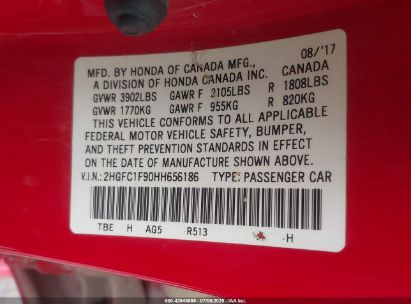 MFD. BY HONDA OF CANADA MFG., 08/'17
A DIVISION OF HONDA CANADA INC. CANADA
GVWR 3902LBS GAWR F 2105LBS R 1808LBS
GVWR 1770KG GAWR F 955KG R 820KG
THIS VEHICLE CONFORMS TO ALL APPLICABLE
FEDERAL MOTOR VEHICLE SAFETY, BUMPER,
AND THEFT PREVENTION STANDARDS IN EFFECT
ON THE DATE OF MANUFACTURE SHOWN ABOVE.
V.I.N.: 2HGFC1F90HH656186 TYPE: PASSENGER CAR
TBE H AG5 R513 H